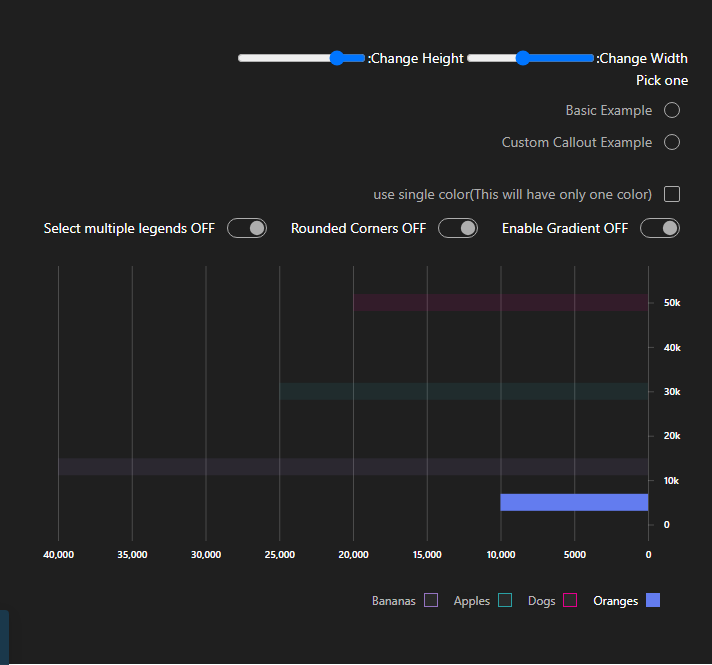 :Change Height :Change Width
Pick one
Basic Example
Custom Callout Example
use single color(This will have only one color)
Select multiple legends OFF Rounded Corners OFF Enable Gradient OFF
50k
40k
30k
20k
10k
0
40,000 35,000 30,000 25,000 20,000 15,000 10,000 5000 0
Bananas Apples Dogs Oranges